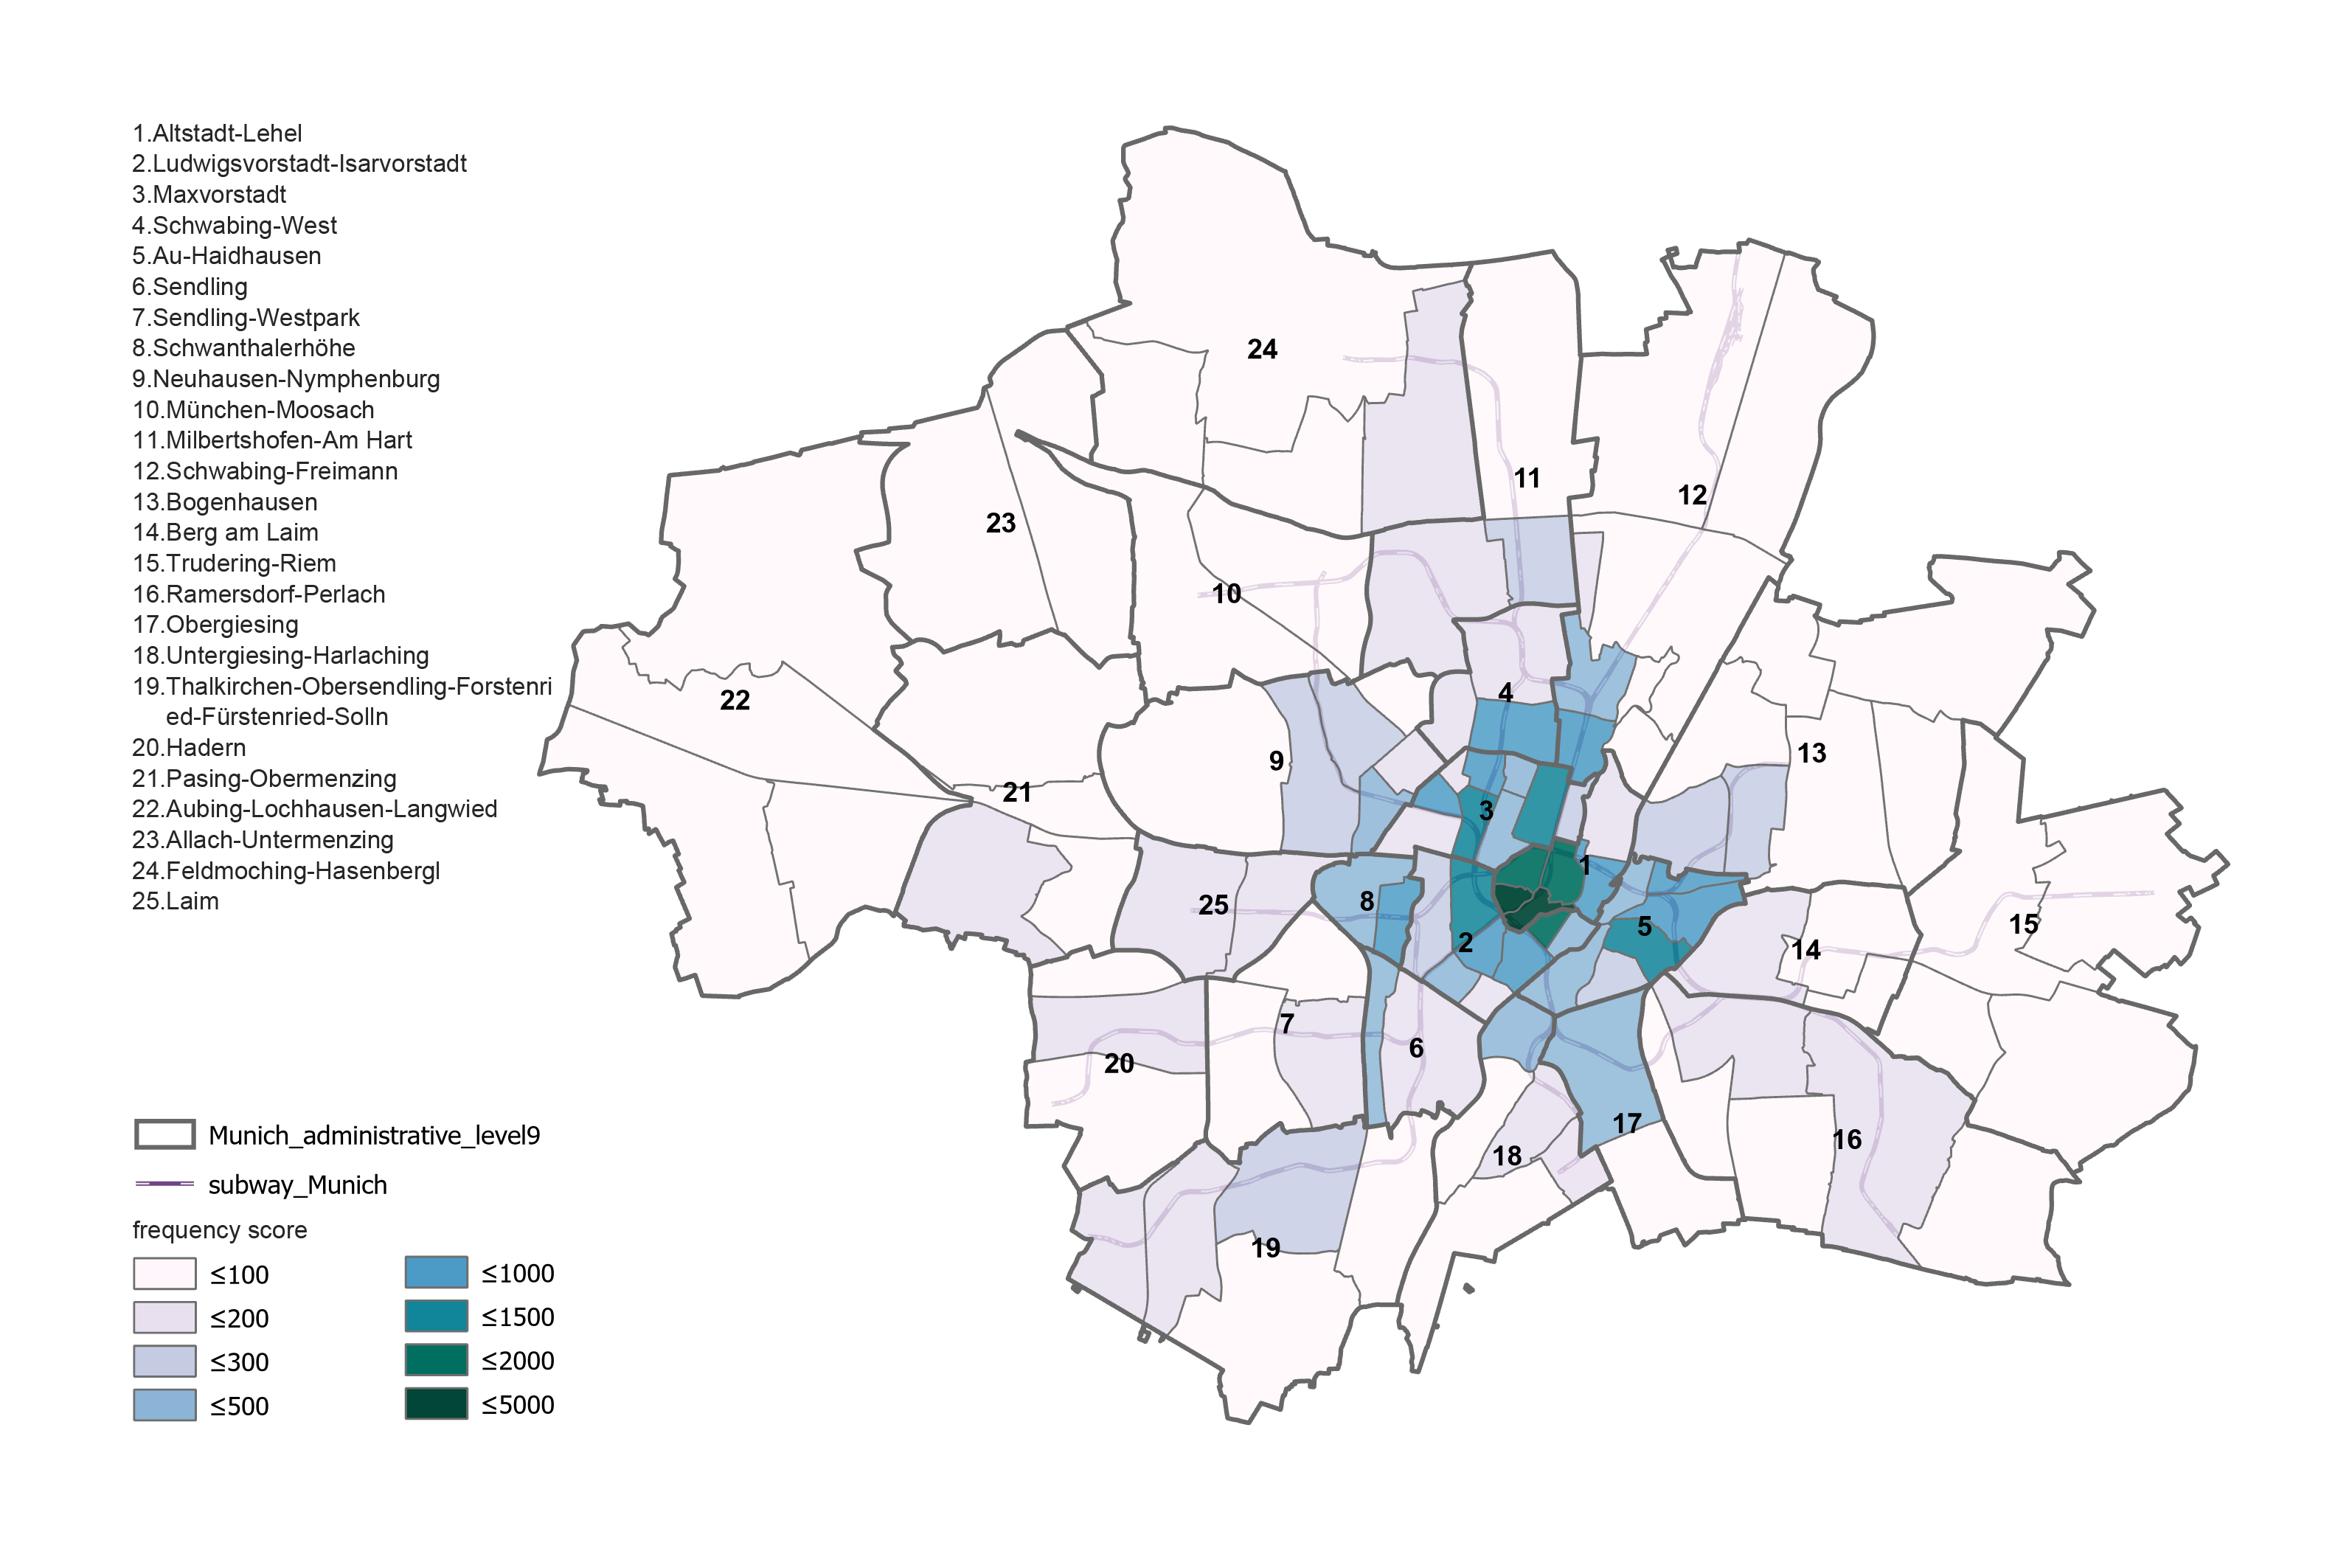 1.Altstadt-Lehel
2.Ludwigsvorstadt-Isarvorstadt
3.Maxvorstadt
4.Schwabing-West
5.Au-Haidhausen
6.Sendling
7.Sendling-Westpark
8.Schwanthalerhöhe
9.Neuhausen-Nymphenburg
10.München-Moosach
11.Milbertshofen-Am Hart
12.Schwabing-Freimann
13.Bogenhausen
14.Berg am Laim
15.Trudering-Riem
16.Ramersdorf-Perlach
17.Obergiesing
18.Untergiesing-Harlaching
19.Thalkirchen-Obersendling-Forstenri
ed-Fürstenried-Solln
20.Hadern
21.Pasing-Obermenzing
22.Aubing-Lochhausen-Langwied
23.Allach-Untermenzing
24.Feldmoching-Hasenbergl
25.Laim
Munich_administrative_level9
subway_Munich
frequency score
≤100
≤200
≤300
≤500
≤1000
≤1500
≤2000
≤5000
24
11
12
23
10
22
4
9
13
21
3
1
8
25
5
15
2
14
7
6
20
17
16
18
19